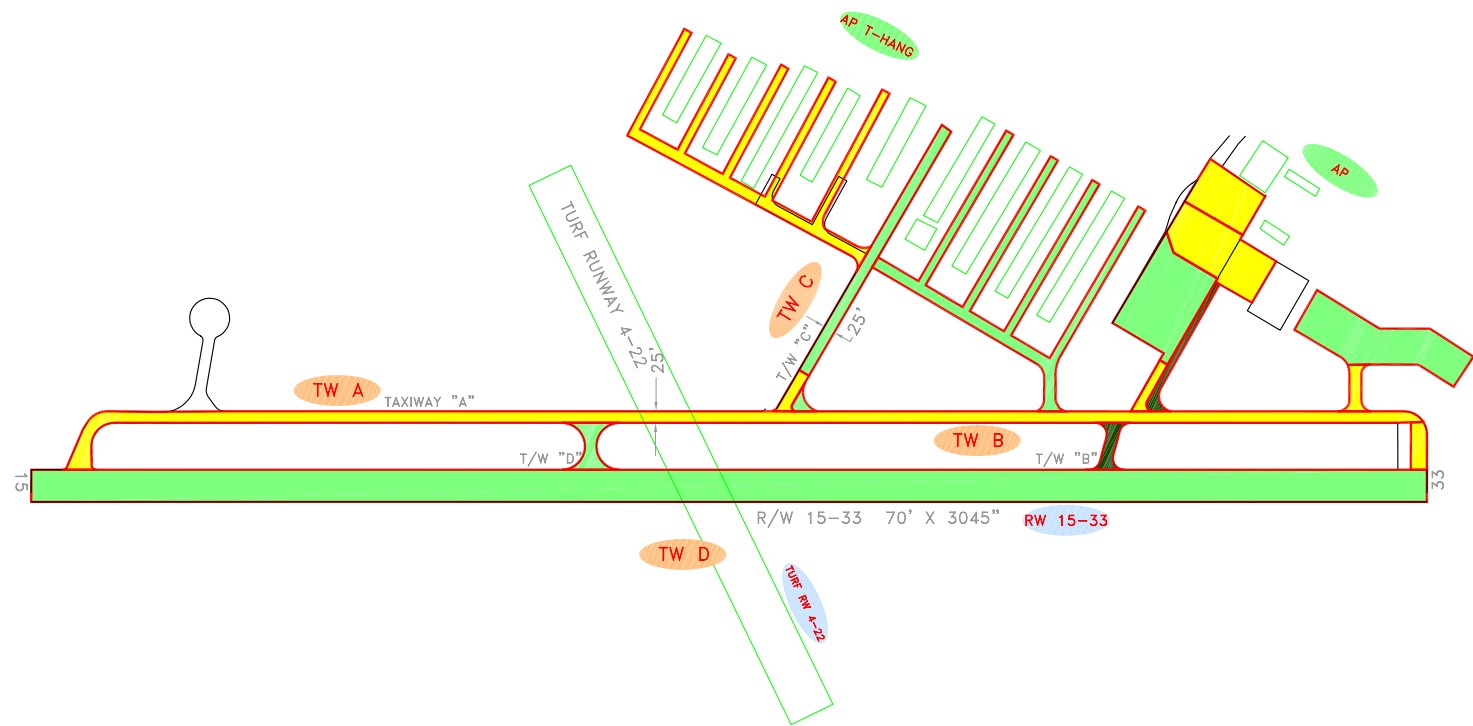 AP T-HANG
AP
TURF RUNWAY 4-22
TW C
T/W "C"
25'
25'
TW A
TAXIWAY "A"
TW B
T/W "D"
T/W "B"
15
33
R/W 15-33 70' X 3045"
RW 15-33
TW D
TURF RW 4-22